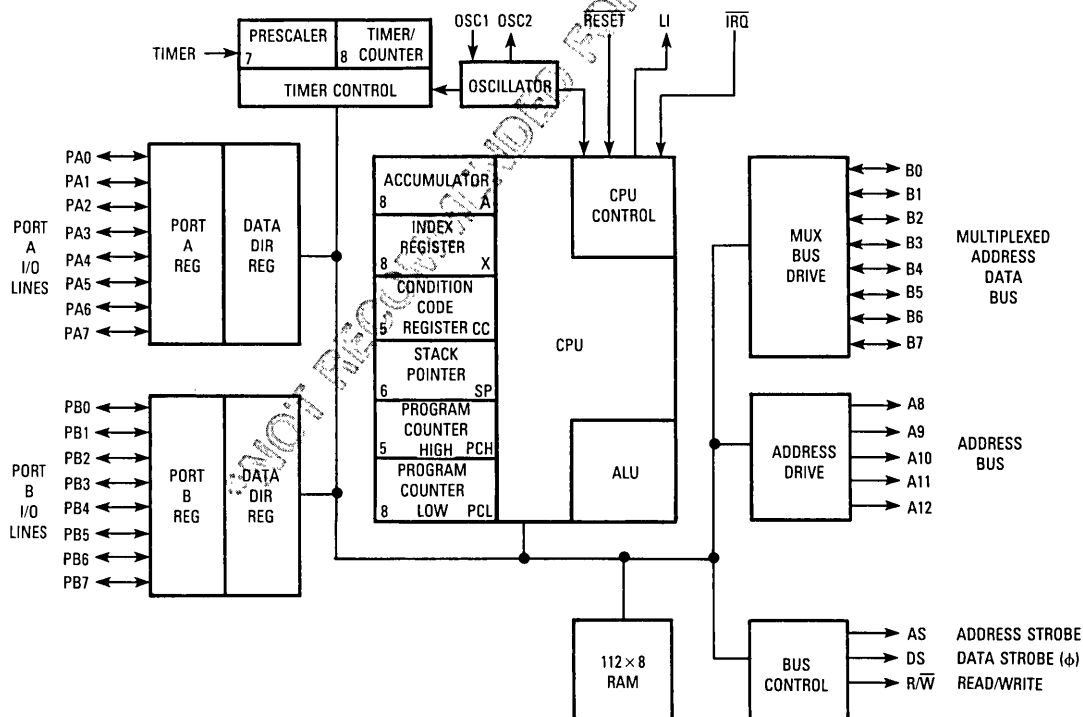 OSC1 OSC2 RESET LI IRQ
TIMER
PRESCALER
7
TIMER/
8 COUNTER
TIMER CONTROL
OSCILLATOR
PORT
A
I/O
LINES
PA0
PA1
PA2
PA3
PA4
PA5
PA6
PA7
PORT
A
REG
DATA
DIR
REG
ACCUMULATOR
8 A
INDEX
REGISTER
8 X
CONDITION
CODE
REGISTER CC
5
STACK
POINTER
6 SP
PROGRAM
COUNTER
5 HIGH PCH
PROGRAM
COUNTER
8 LOW PCL
CPU
CONTROL
CPU
ALU
MUX
BUS
DRIVE
B0
B1
B2
B3
B4
B5
B6
B7
MULTIPLEXED
ADDRESS
DATA
BUS
PORT
B
I/O
LINES
PB0
PB1
PB2
PB3
PB4
PB5
PB6
PB7
PORT
B
REG
DATA
DIR
REG
ADDRESS
DRIVE
A8
A9
A10
A11
A12
ADDRESS
BUS
112×8
RAM
BUS
CONTROL
AS ADDRESS STROBE
DS DATA STROBE (ϕ)
R/W̅ READ/WRITE
NOT RECOMMENDED FOR